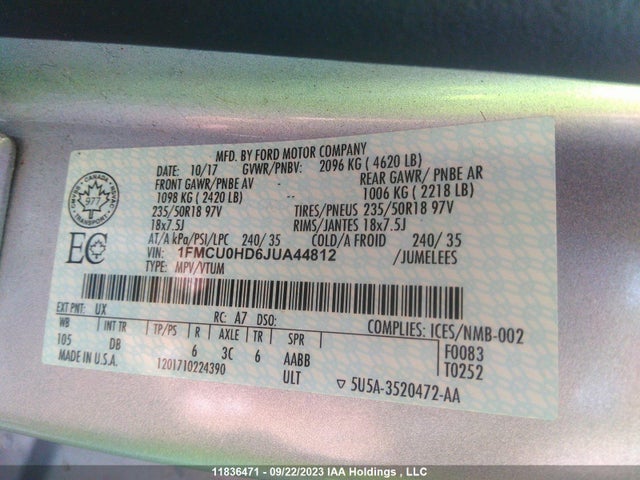 MFD. BY FORD MOTOR COMPANY
DATE: 10/17 GVWR/PNBV: 2096 KG ( 4620 LB)
FRONT GAWR/PNBE AV REAR GAWR/ PNBE AR
1098 KG ( 2420 LB) 1006 KG ( 2218 LB)
235/50R18 97V TIRES/PNEUS 235/50R18 97V
18x7.5J RIMS/JANTES 18x7.5J
AT/A kPa/PSI/LPC 240/ 35 COLD/A FROID 240/ 35
VIN: 1FMCU0HD6JUA44812 /JUMELEES
TYPE: MPV/VTUM
CANADA
TRANSPORT
977
EC
EXT PNT: UX RC: A7 DSO: COMPLIES: ICES/NMB-002
WB INT TR TP/PS R AXLE TR SPR F0083
105 DB 6 3C 6 AABB T0252
MADE IN U.S.A. 1201710224390 ULT ▽ 5U5A-3520472-AA
11836471 - 09/22/2023 IAA Holdings , LLC